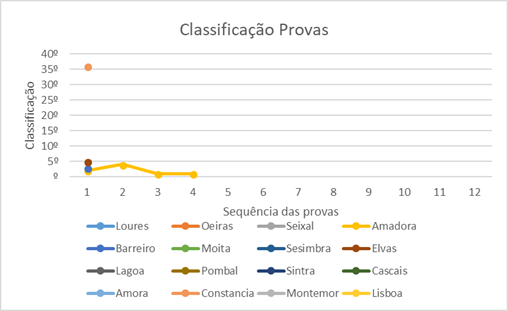 Classificação Provas
40º
35º
30º
25º
20º
15º
10º
5º
º
Classificação
1 2 3 4 5 6 7 8 9 10 11 12
Sequência das provas
Loures Oeiras Seixal Amadora
Barreiro Moita Sesimbra Elvas
Lagoa Pombal Sintra Cascais
Amora Constancia Montemor Lisboa